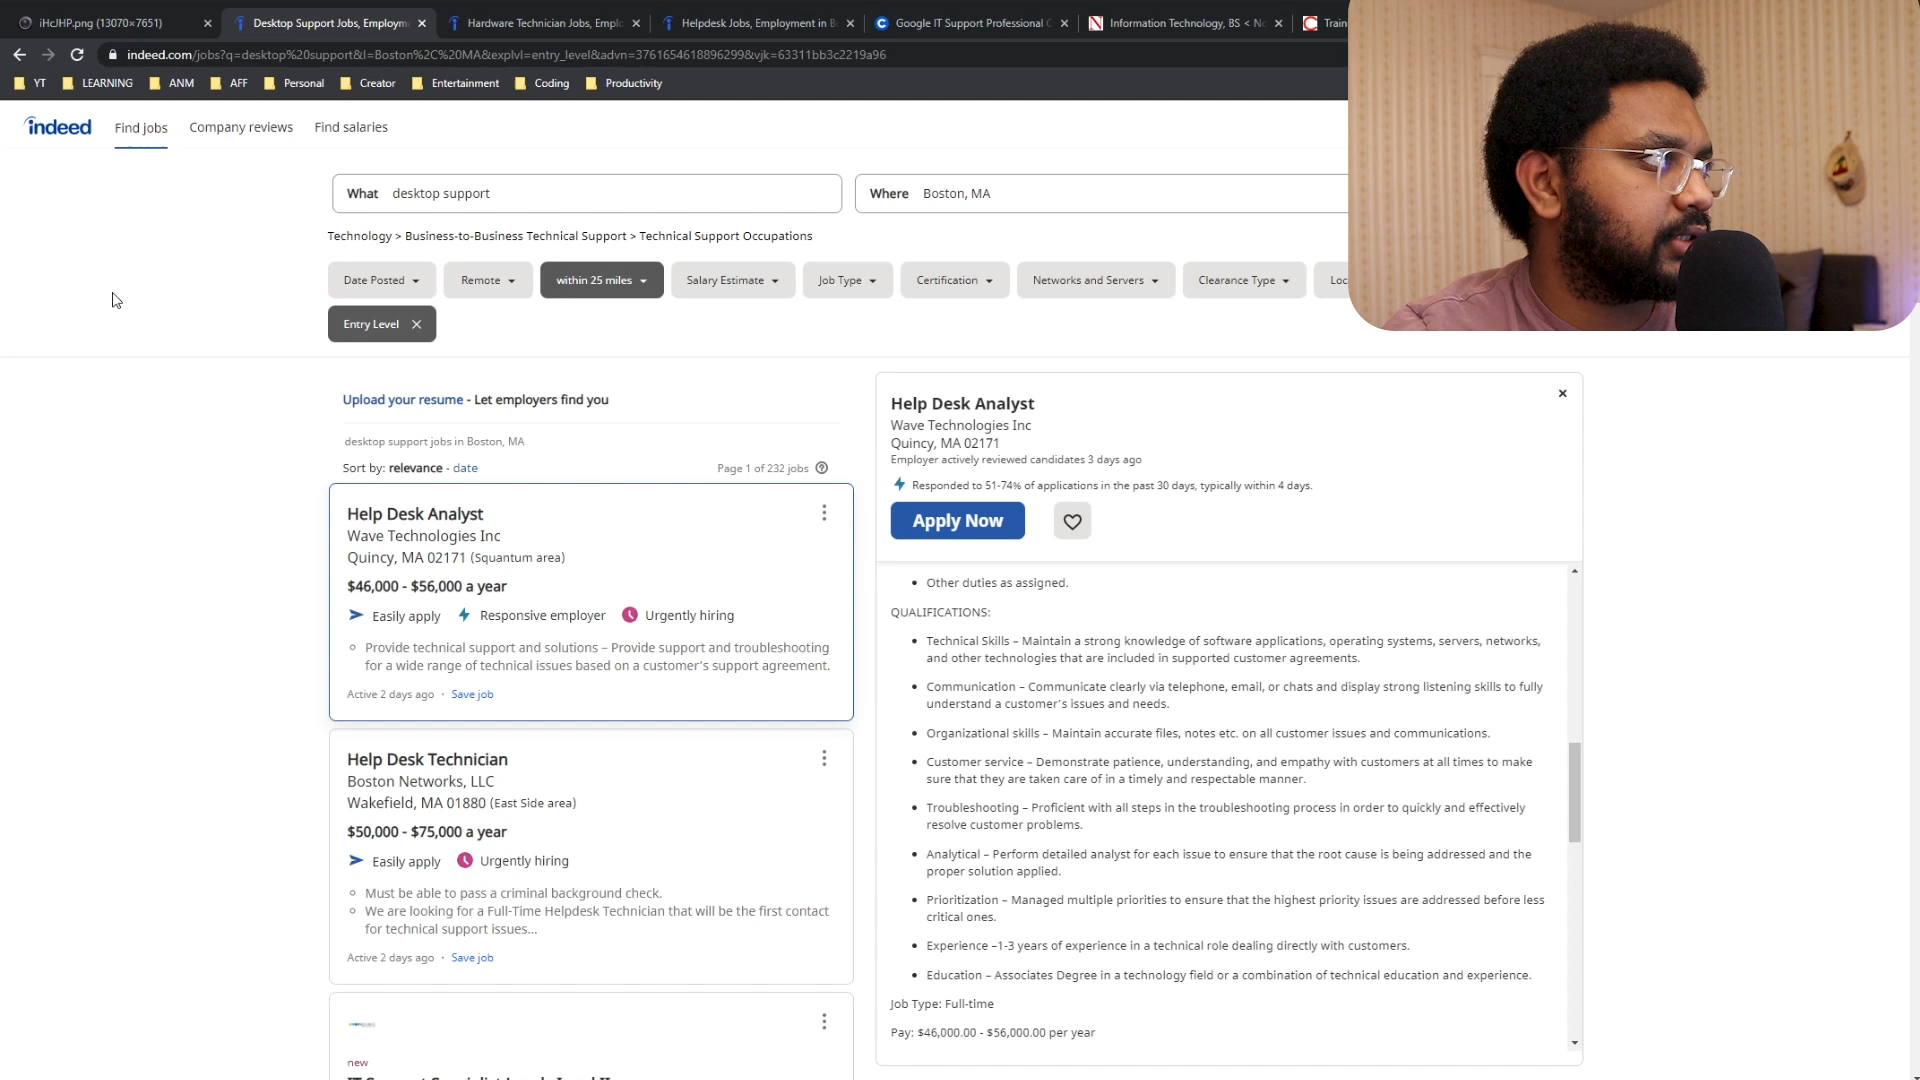 iHcJHP.png (13070×7651)
Desktop Support Jobs, Employm
Hardware Technician Jobs, Emplo
Helpdesk Jobs, Employment in B
Google IT Support Professional C
Information Technology, BS < No
Train
indeed.com/jobs?q=desktop%20support&l=Boston%2C%20MA&explvl=entry_level&advn=3761654618896299&vjk=63311bb3c2219a96
YT LEARNING ANM AFF Personal Creator Entertainment Coding Productivity
indeed Find jobs Company reviews Find salaries
What desktop support Where Boston, MA
Technology > Business-to-Business Technical Support > Technical Support Occupations
Date Posted Remote within 25 miles Salary Estimate Job Type Certification Networks and Servers Clearance Type Loc
Entry Level
Upload your resume - Let employers find you
desktop support jobs in Boston, MA
Sort by: relevance - date Page 1 of 232 jobs
Help Desk Analyst
Wave Technologies Inc
Quincy, MA 02171 (Squantum area)
$46,000 - $56,000 a year
Easily apply Responsive employer Urgently hiring
Provide technical support and solutions – Provide support and troubleshooting
for a wide range of technical issues based on a customer’s support agreement.
Active 2 days ago · Save job
Help Desk Technician
Boston Networks, LLC
Wakefield, MA 01880 (East Side area)
$50,000 - $75,000 a year
Easily apply Urgently hiring
Must be able to pass a criminal background check.
We are looking for a Full-Time Helpdesk Technician that will be the first contact
for technical support issues…
Active 2 days ago · Save job
new
Help Desk Analyst
Wave Technologies Inc
Quincy, MA 02171
Employer actively reviewed candidates 3 days ago
Responded to 51-74% of applications in the past 30 days, typically within 4 days.
Apply Now
• Other duties as assigned.
QUALIFICATIONS:
• Technical Skills – Maintain a strong knowledge of software applications, operating systems, servers, networks,
and other technologies that are included in supported customer agreements.
• Communication – Communicate clearly via telephone, email, or chats and display strong listening skills to fully
understand a customer’s issues and needs.
• Organizational skills – Maintain accurate files, notes etc. on all customer issues and communications.
• Customer service – Demonstrate patience, understanding, and empathy with customers at all times to make
sure that they are taken care of in a timely and respectable manner.
• Troubleshooting – Proficient with all steps in the troubleshooting process in order to quickly and effectively
resolve customer problems.
• Analytical – Perform detailed analyst for each issue to ensure that the root cause is being addressed and the
proper solution applied.
• Prioritization – Managed multiple priorities to ensure that the highest priority issues are addressed before less
critical ones.
• Experience –1-3 years of experience in a technical role dealing directly with customers.
• Education – Associates Degree in a technology field or a combination of technical education and experience.
Job Type: Full-time
Pay: $46,000.00 - $56,000.00 per year